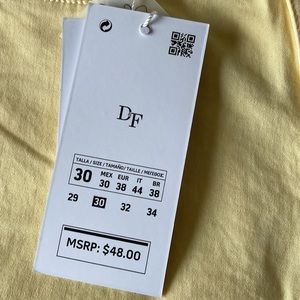 DF
TALLA / SIZE / TAMAÑO/ TAILLE /
30 MEX EUR IT BR
30 38 44 38
29 30 32 34
MSRP: $48.00